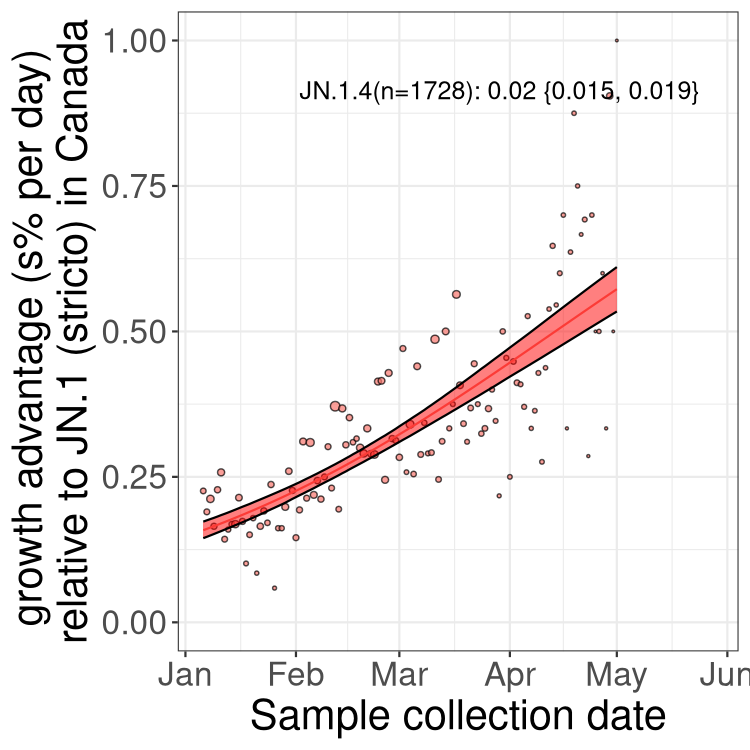 growth advantage (s% per day)
relative to JN.1 (stricto) in Canada
1.00
0.75
0.50
0.25
0.00
JN.1.4(n=1728): 0.02 {0.015, 0.019}
Jan Feb Mar Apr May Jun
Sample collection date